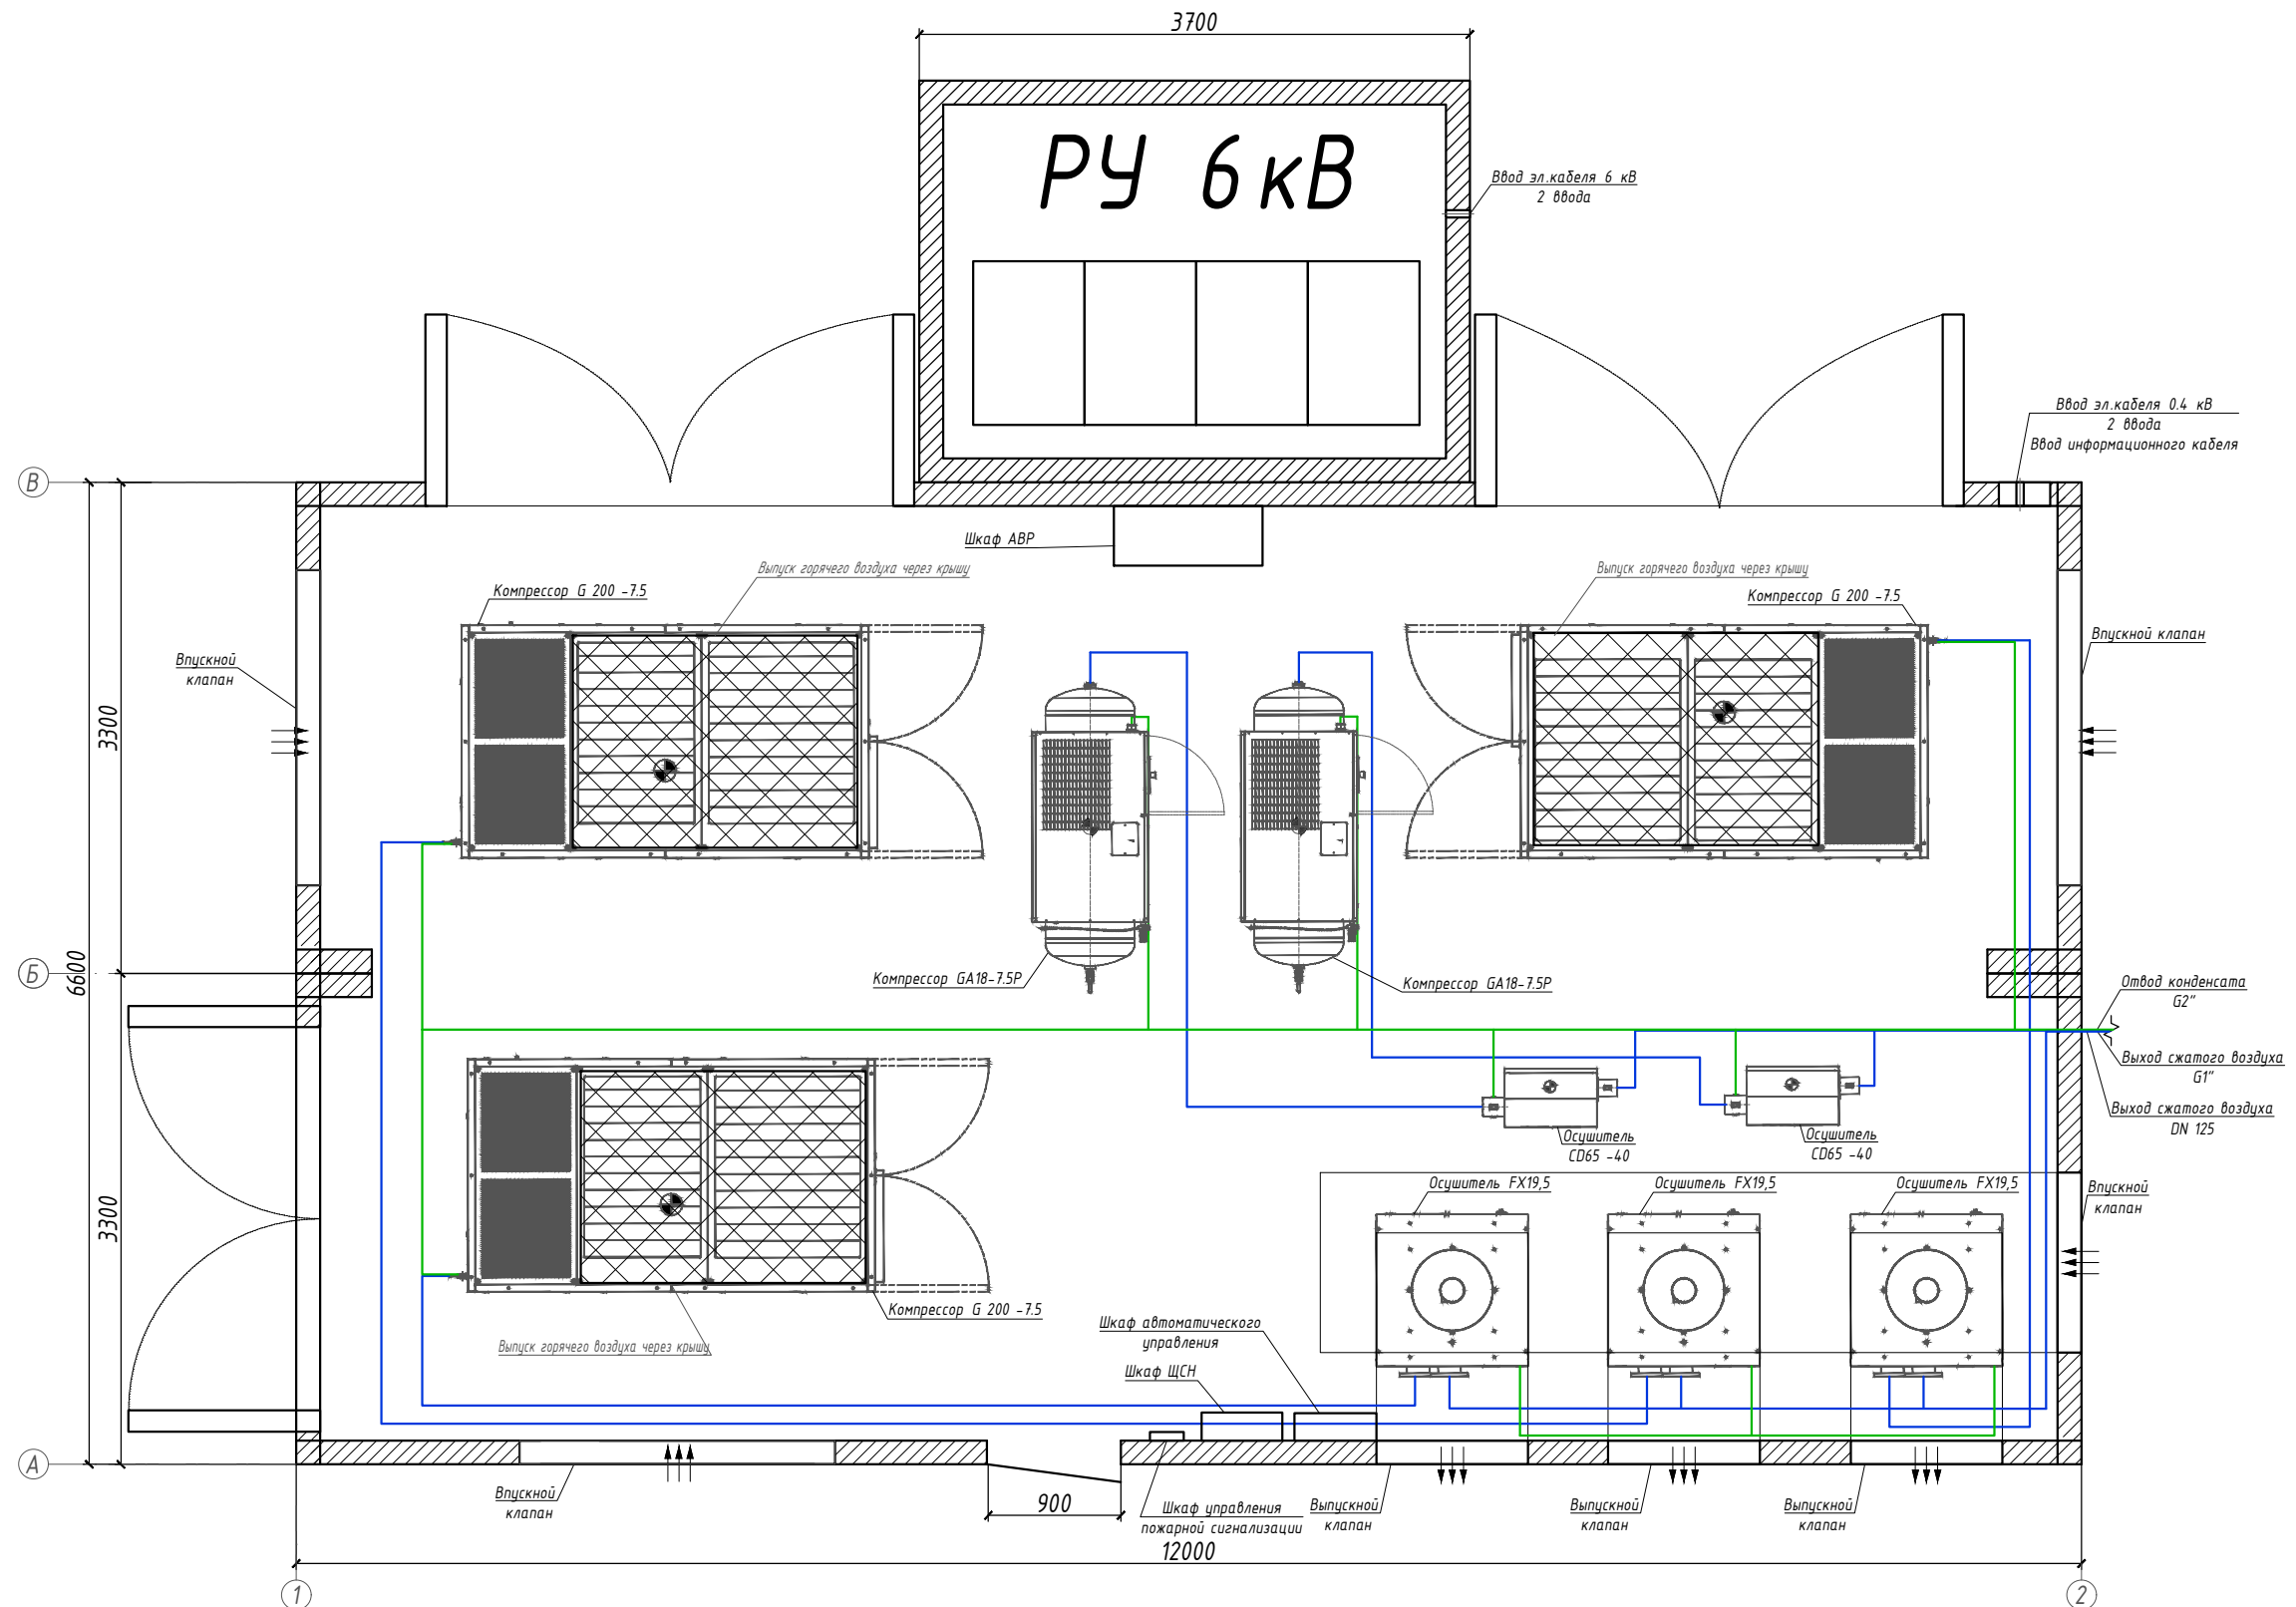 3700
РУ 6кВ
Ввод эл.кабеля 6 кВ
2 ввода
Ввод эл.кабеля 0.4 кВ
2 ввода
Ввод информационного кабеля
В
Шкаф АВР
Выпуск горячего воздуха через крышу
Выпуск горячего воздуха через крышу
Компрессор G 200 -7.5
Компрессор G 200 -7.5
Впускной
клапан
Впускной клапан
3300
Б
6600
Компрессор GA18-7.5P
Компрессор GA18-7.5P
Отвод конденсата
G2"
Выход сжатого воздуха
G1"
Выход сжатого воздуха
DN 125
Осушитель
CD65 -40
Осушитель
CD65 -40
Осушитель FX19,5
Осушитель FX19,5
Осушитель FX19,5
Впускной
клапан
3300
Компрессор G 200 -7.5
Выпуск горячего воздуха через крышу
Шкаф автоматического
управления
Шкаф ЩСН
А
Впускной
клапан
900
Шкаф управления
пожарной сигнализации
Выпускной
клапан
Выпускной
клапан
Выпускной
клапан
12000
1
2